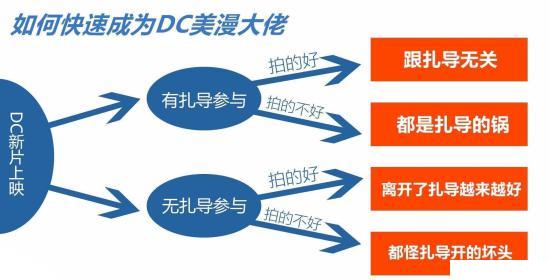 如何快速成为DC美漫大佬
DC新片上映
有扎导参与
拍的好
跟扎导无关
拍的不好
都是扎导的锅
无扎导参与
拍的好
离开了扎导越来越好
拍的不好
都怪扎导开的坏头